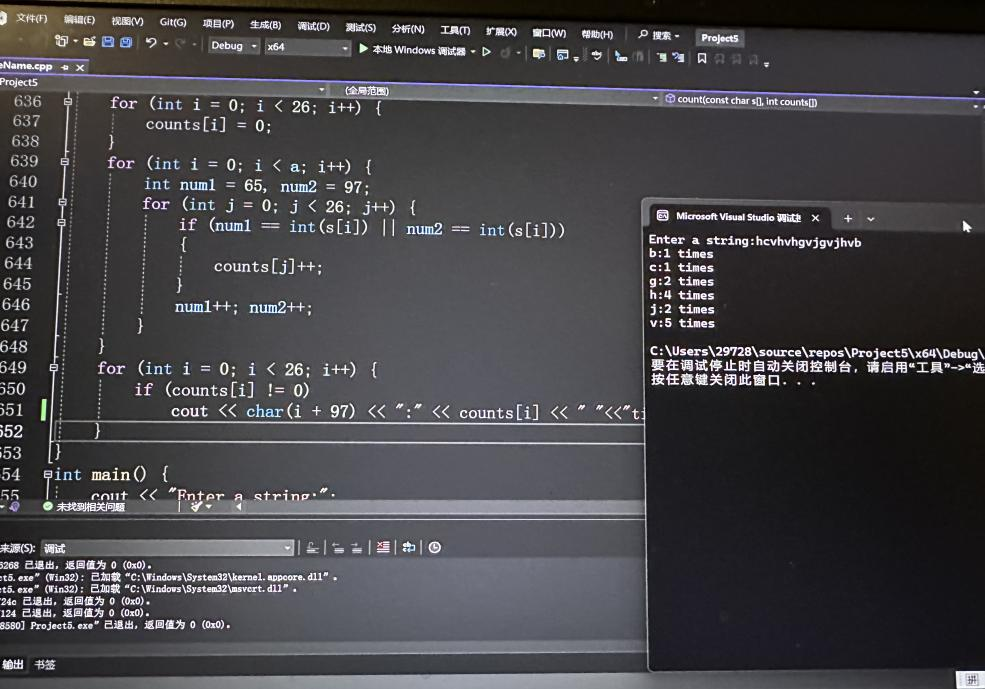 文件(F) 编辑(E) 视图(V) Git(G) 项目(P) 生成(B) 调试(D) 测试(S) 分析(N) 工具(T) 扩展(X) 窗口(W) 帮助(H) 搜索 Project5
Debug x64 本地 Windows 调试器
eName.cpp
Project5 (全局范围) count(const char s[], int counts[])
636 for (int i = 0; i < 26; i++) {
637 counts[i] = 0;
638 }
639 for (int i = 0; i < a; i++) {
640 int num1 = 65, num2 = 97;
641 for (int j = 0; j < 26; j++) {
642 if (num1 == int(s[i]) || num2 == int(s[i]))
643 {
644 counts[j]++;
645 }
646 num1++; num2++;
647 }
648 }
649 for (int i = 0; i < 26; i++) {
650 if (counts[i] != 0)
651 cout << char(i + 97) << ":" << counts[i] << " "<<"ti
652 }
653 }
654 int main() {
655 cout << "Enter a string:";
未找到相关问题
来源(S): 调试
6268 已退出，返回值为 0 (0x0)。
ct5.exe" (Win32): 已加载 "C:\Windows\System32\kernel.appcore.dll"。
ct5.exe" (Win32): 已加载 "C:\Windows\System32\msvcrt.dll"。
724c 已退出，返回值为 0 (0x0)。
124 已退出，返回值为 0 (0x0)。
8580] Project5.exe" 已退出，返回值为 0 (0x0)。
输出 书签
Microsoft Visual Studio 调试
Enter a string:hcvhvhgvjgvjhvb
b:1 times
c:1 times
g:2 times
h:4 times
j:2 times
v:5 times
C:\Users\29728\source\repos\Project5\x64\Debug\
要在调试停止时自动关闭控制台，请启用“工具”->“选
按任意键关闭此窗口. . .
拼